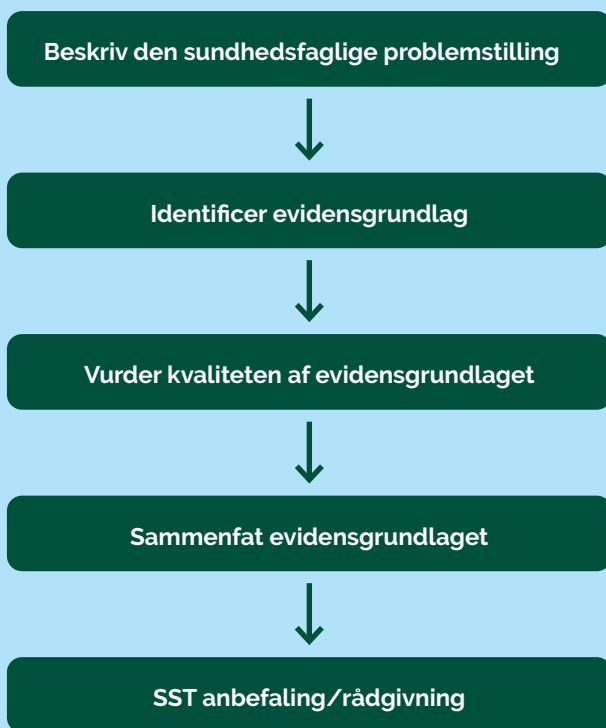 Beskriv den sundhedsfaglige problemstilling
Identificer evidensgrundlag
Vurder kvaliteten af evidensgrundlaget
Sammenfat evidensgrundlaget
SST anbefaling/rådgivning